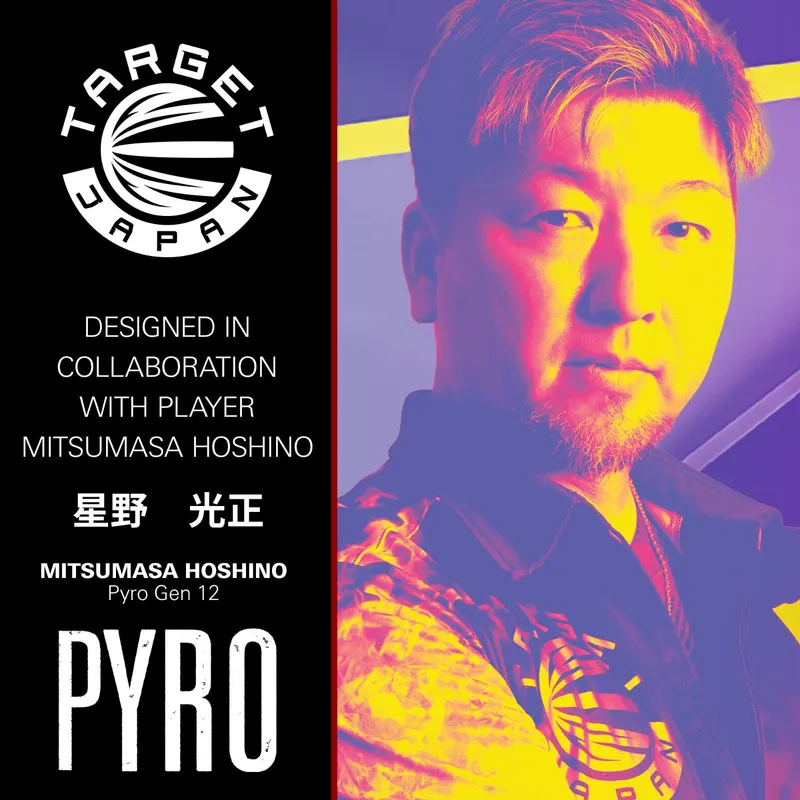 TARGET
JAPAN
DESIGNED IN
COLLABORATION
WITH PLAYER
MITSUMASA HOSHINO
星野 光正
MITSUMASA HOSHINO
Pyro Gen 12
PYRO
JAPAN